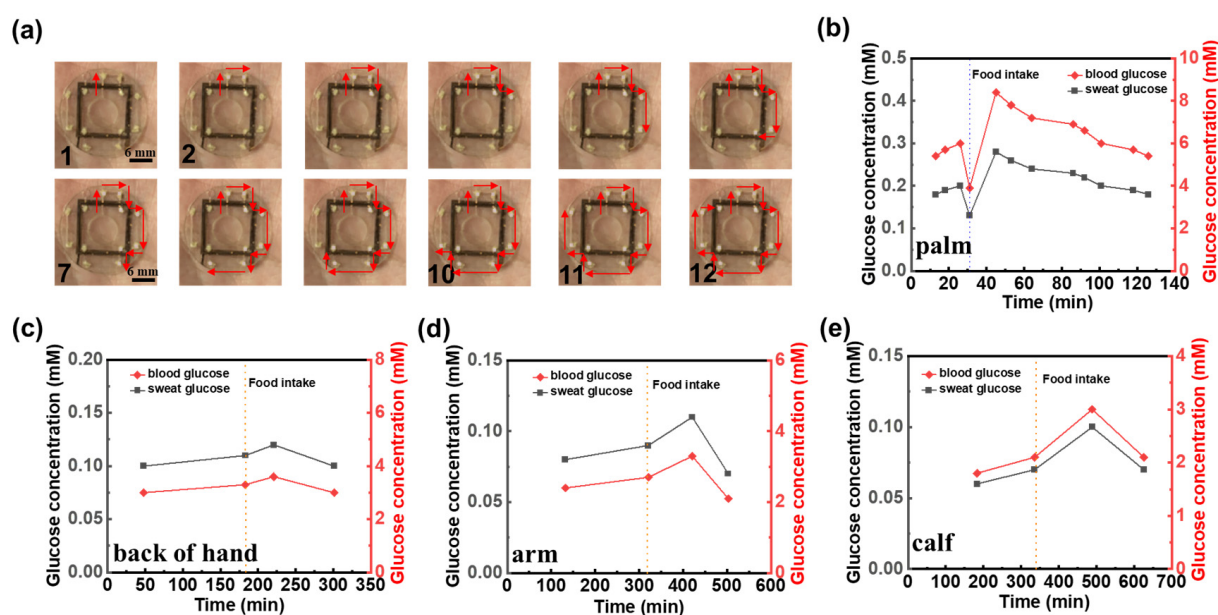 (a)
1
6 mm
2
7
6 mm
10
11
12
(b)
Glucose concentration (mM)
0.5
0.4
0.3
0.2
0.1
0.0
Food intake
blood glucose
sweat glucose
palm
10
8
6
4
2
0
Glucose concentration (mM)
0 20 40 60 80 100 120 140
Time (min)
(c)
Glucose concentration (mM)
0.20
0.15
0.10
0.05
0.00
blood glucose
sweat glucose
Food intake
back of hand
8
6
4
2
0
Glucose concentration (mM)
0 50 100 150 200 250 300 350
Time (min)
(d)
Glucose concentration (mM)
0.15
0.10
0.05
0.00
blood glucose
sweat glucose
Food intake
arm
6
4
2
0
Glucose concentration (mM)
0 100 200 300 400 500 600
Time (min)
(e)
Glucose concentration (mM)
0.15
0.10
0.05
0.00
blood glucose
sweat glucose
Food intake
calf
4
3
2
1
0
Glucose concentration (mM)
0 100 200 300 400 500 600 700
Time (min)